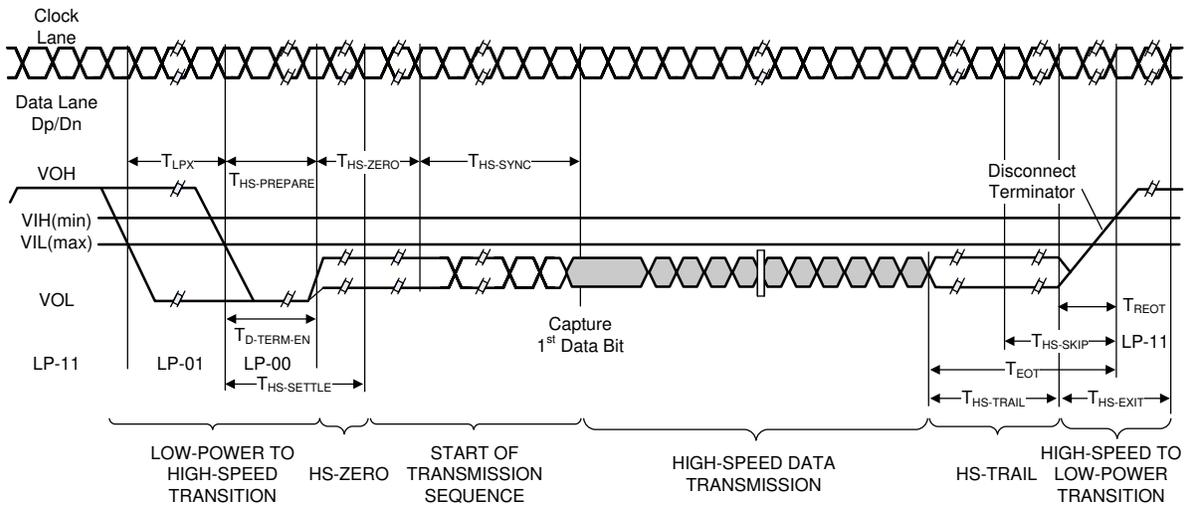 Clock
Lane
Data Lane
Dp/Dn
TLPX
THS-PREPARE
THS-ZERO
THS-SYNC
VOH
Disconnect
Terminator
VIH(min)
VIL(max)
VOL
TD-TERM-EN
Capture
1st Data Bit
TREOT
THS-SKIP
LP-11
LP-11
LP-01
LP-00
TEOT
THS-SETTLE
THS-TRAIL
THS-EXIT
LOW-POWER TO
HIGH-SPEED
TRANSITION
HS-ZERO
START OF
TRANSMISSION
SEQUENCE
HIGH-SPEED DATA
TRANSMISSION
HS-TRAIL
HIGH-SPEED TO
LOW-POWER
TRANSITION